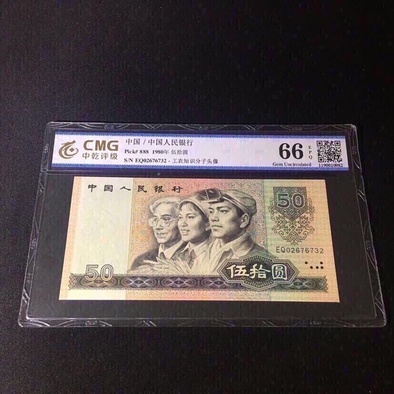 CMG
中乾评级
中国 / 中国人民银行
Pick# 888 1980年 伍拾圆
S/N EQ02676732 - 工农知识分子头像
66 EPQ
Gem Uncirculated
中国人民银行
50
EQ02676732
50
伍拾圆